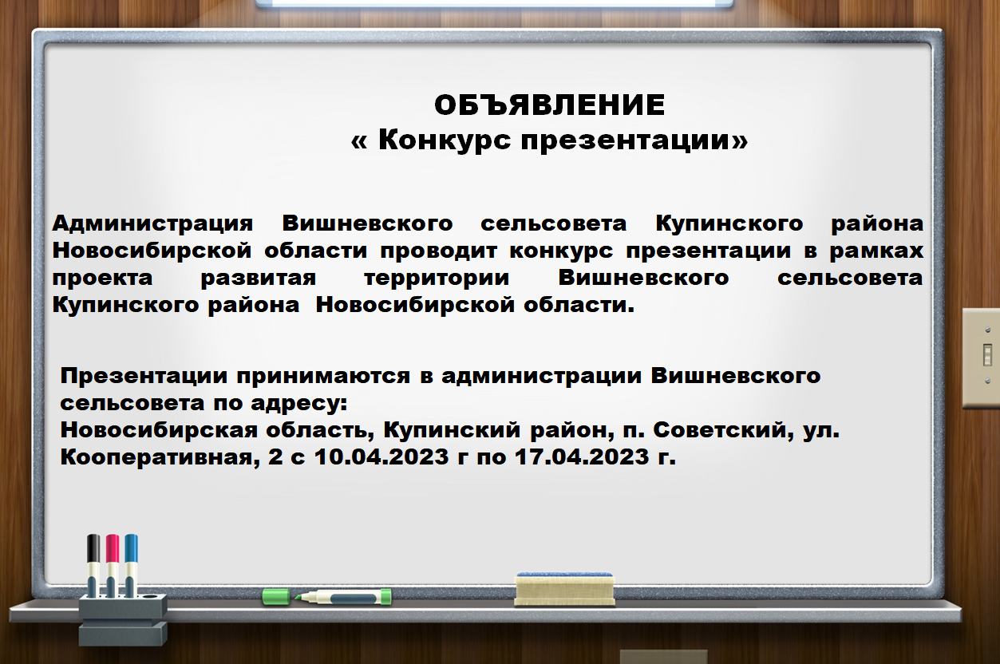 ОБЪЯВЛЕНИЕ
« Конкурс презентации»
Администрация Вишневского сельсовета Купинского района
Новосибирской области проводит конкурс презентации в рамках
проекта развитая территории Вишневского сельсовета
Купинского района Новосибирской области.
Презентации принимаются в администрации Вишневского
сельсовета по адресу:
Новосибирская область, Купинский район, п. Советский, ул.
Кооперативная, 2 с 10.04.2023 г по 17.04.2023 г.